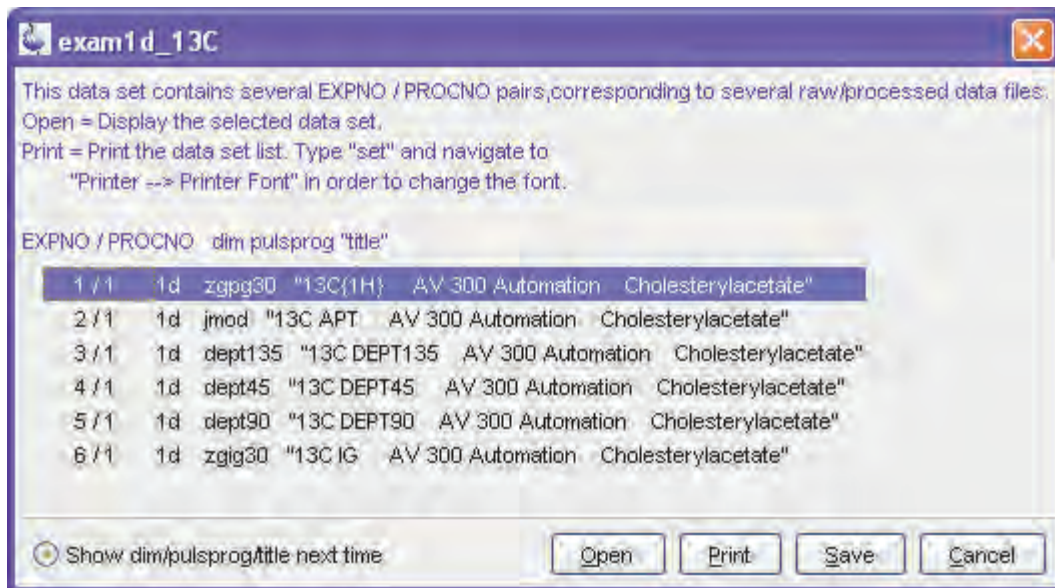 exam1d_13C
This data set contains several EXPNO / PROCNO pairs,corresponding to several raw/processed data files.
Open = Display the selected data set.
Print = Print the data set list. Type "set" and navigate to
"Printer --> Printer Font" in order to change the font.
EXPNO / PROCNO dim pulsprog "title"
1 / 1 1d zgpg30 "13C{1H} AV 300 Automation Cholesterylacetate"
2 / 1 1d jmod "13C APT AV 300 Automation Cholesterylacetate"
3 / 1 1d dept135 "13C DEPT135 AV 300 Automation Cholesterylacetate"
4 / 1 1d dept45 "13C DEPT45 AV 300 Automation Cholesterylacetate"
5 / 1 1d dept90 "13C DEPT90 AV 300 Automation Cholesterylacetate"
6 / 1 1d zgig30 "13C IG AV 300 Automation Cholesterylacetate"
Show dim/pulsprog/title next time Open Print Save Cancel